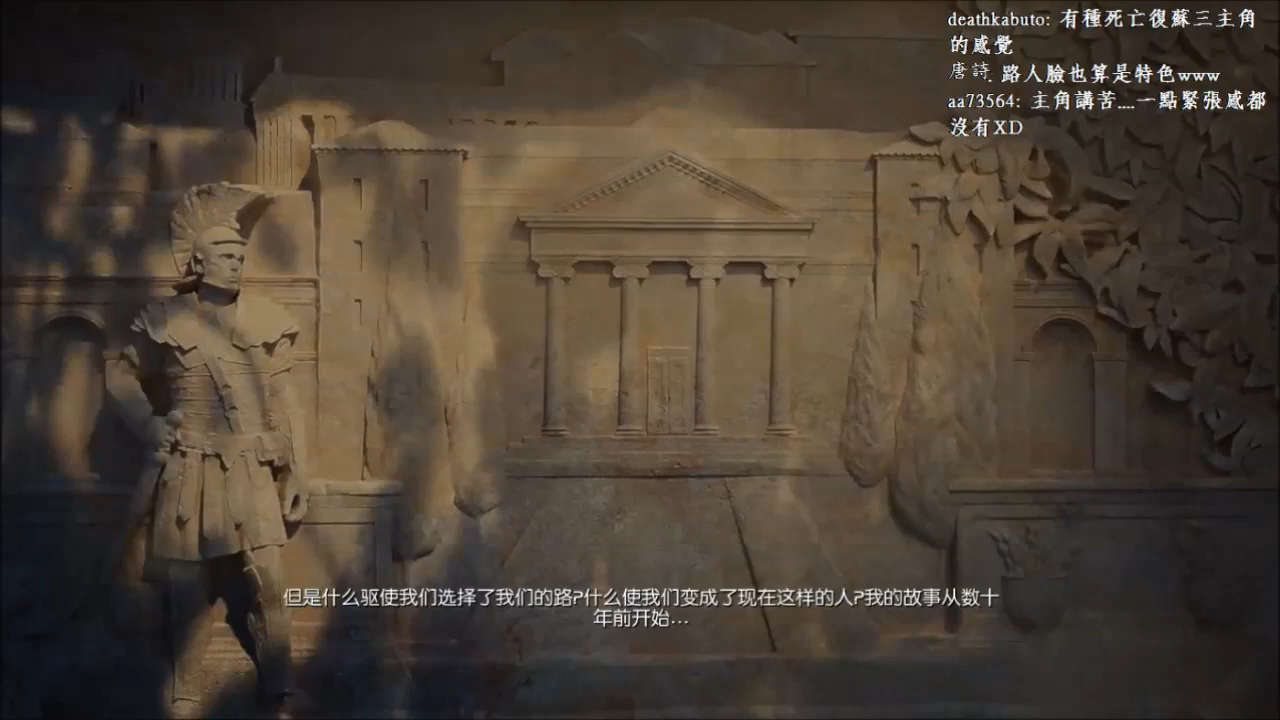 deathkabuto: 有種死亡復蘇三主角
的感覺
唐詩: 路人臉也算是特色www
aa73564: 主角講苦....一點緊張感都
沒有XD
但是什么驱使我们选择了我们的路?什么使我们变成了现在这样的人?我的故事从数十
年前开始...